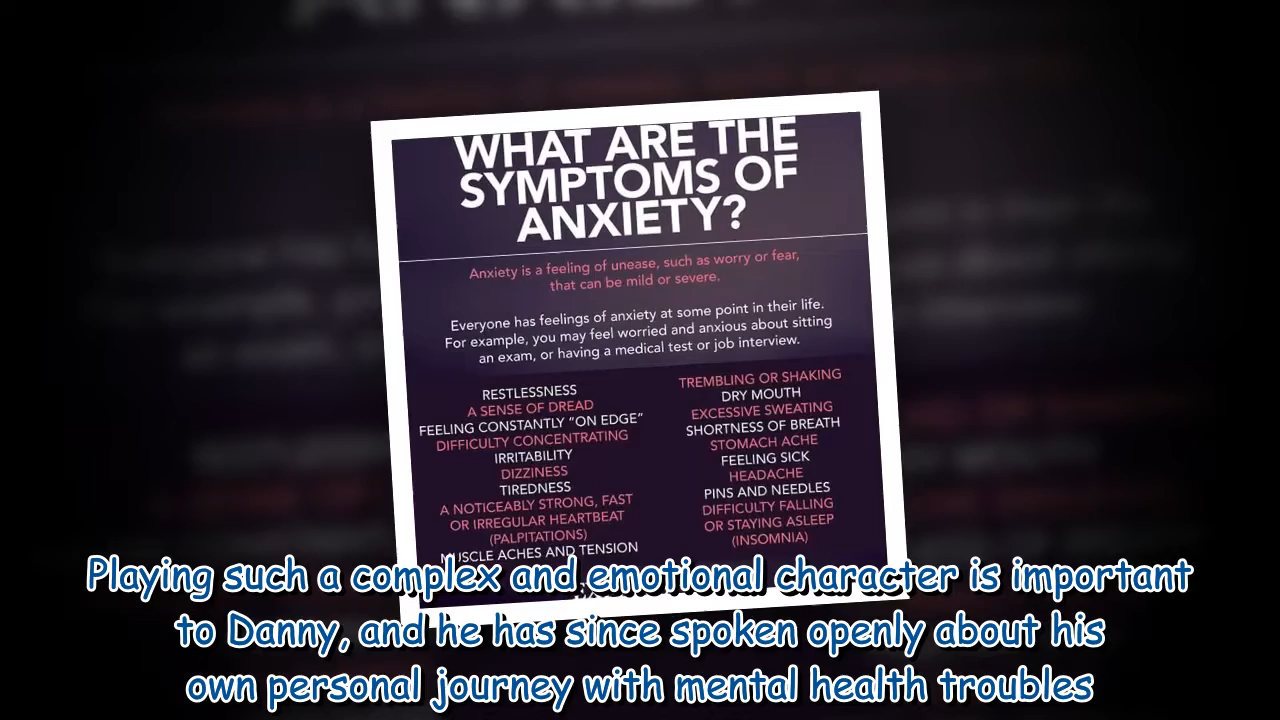 WHAT ARE THE
SYMPTOMS OF
ANXIETY?
Anxiety is a feeling of unease, such as worry or fear,
that can be mild or severe.
Everyone has feelings of anxiety at some point in their life.
For example, you may feel worried and anxious about sitting
an exam, or having a medical test or job interview.
RESTLESSNESS
A SENSE OF DREAD
FEELING CONSTANTLY “ON EDGE”
DIFFICULTY CONCENTRATING
IRRITABILITY
DIZZINESS
TIREDNESS
A NOTICEABLY STRONG, FAST
OR IRREGULAR HEARTBEAT
(PALPITATIONS)
MUSCLE ACHES AND TENSION
TREMBLING OR SHAKING
DRY MOUTH
EXCESSIVE SWEATING
SHORTNESS OF BREATH
STOMACH ACHE
FEELING SICK
HEADACHE
PINS AND NEEDLES
DIFFICULTY FALLING
OR STAYING ASLEEP
(INSOMNIA)
Playing such a complex and emotional character is important
to Danny, and he has since spoken openly about his
own personal journey with mental health troubles